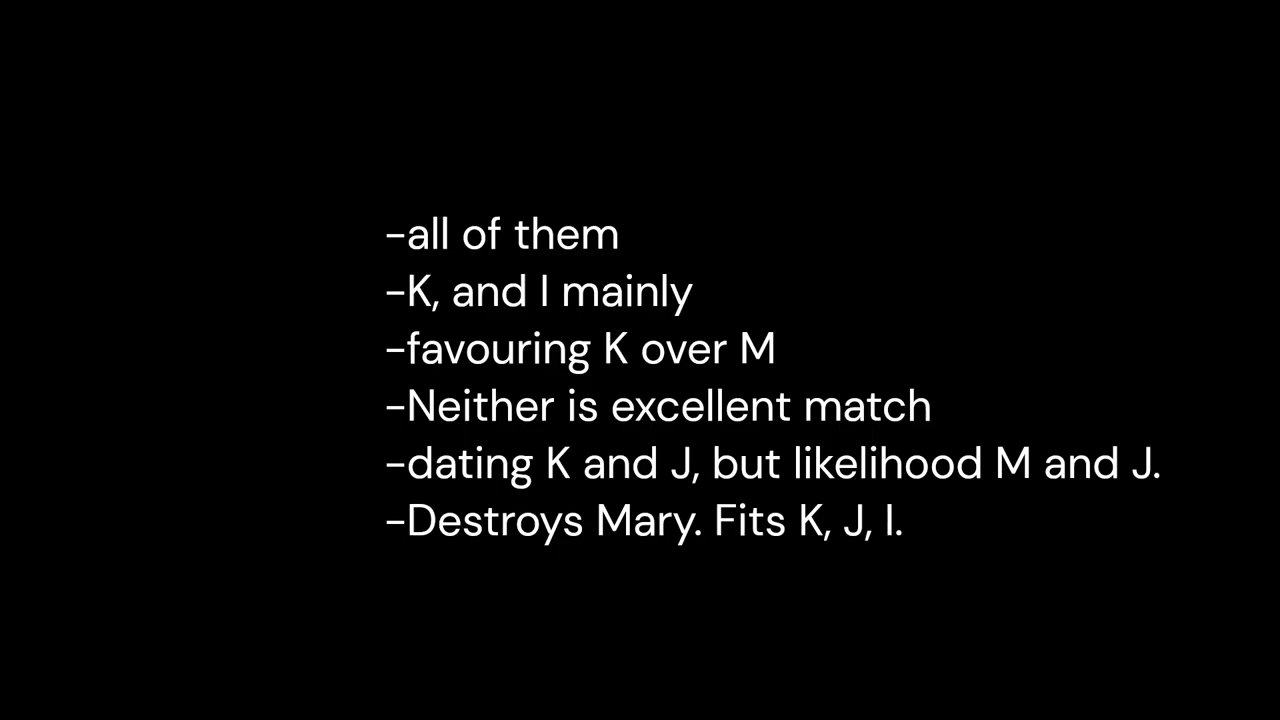 -all of them
-K, and I mainly
-favouring K over M
-Neither is excellent match
-dating K and J, but likelihood M and J.
-Destroys Mary. Fits K, J, I.